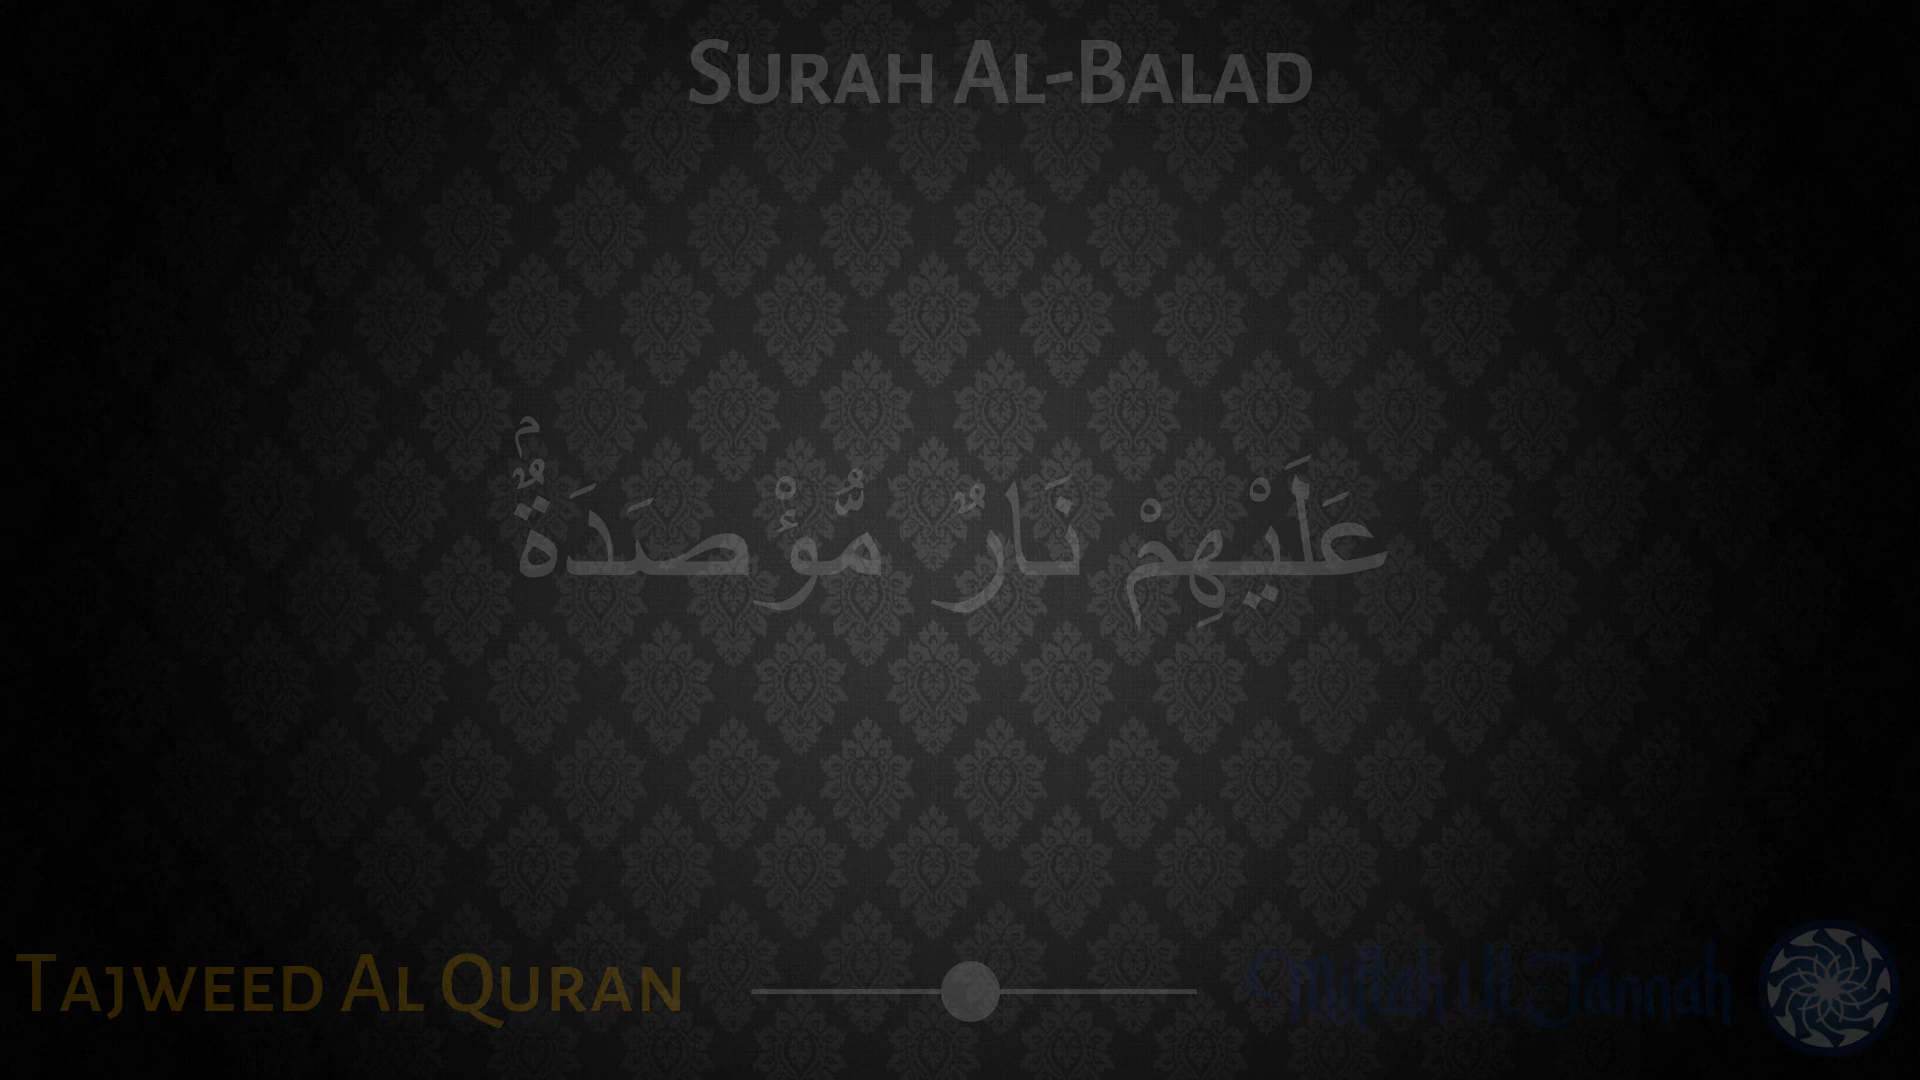 Surah Al-Balad
عَلَيْهِمْ نَارٌ مُّؤْصَدَةٌۢ
Tajweed Al Quran
Miftah Ul Jannah